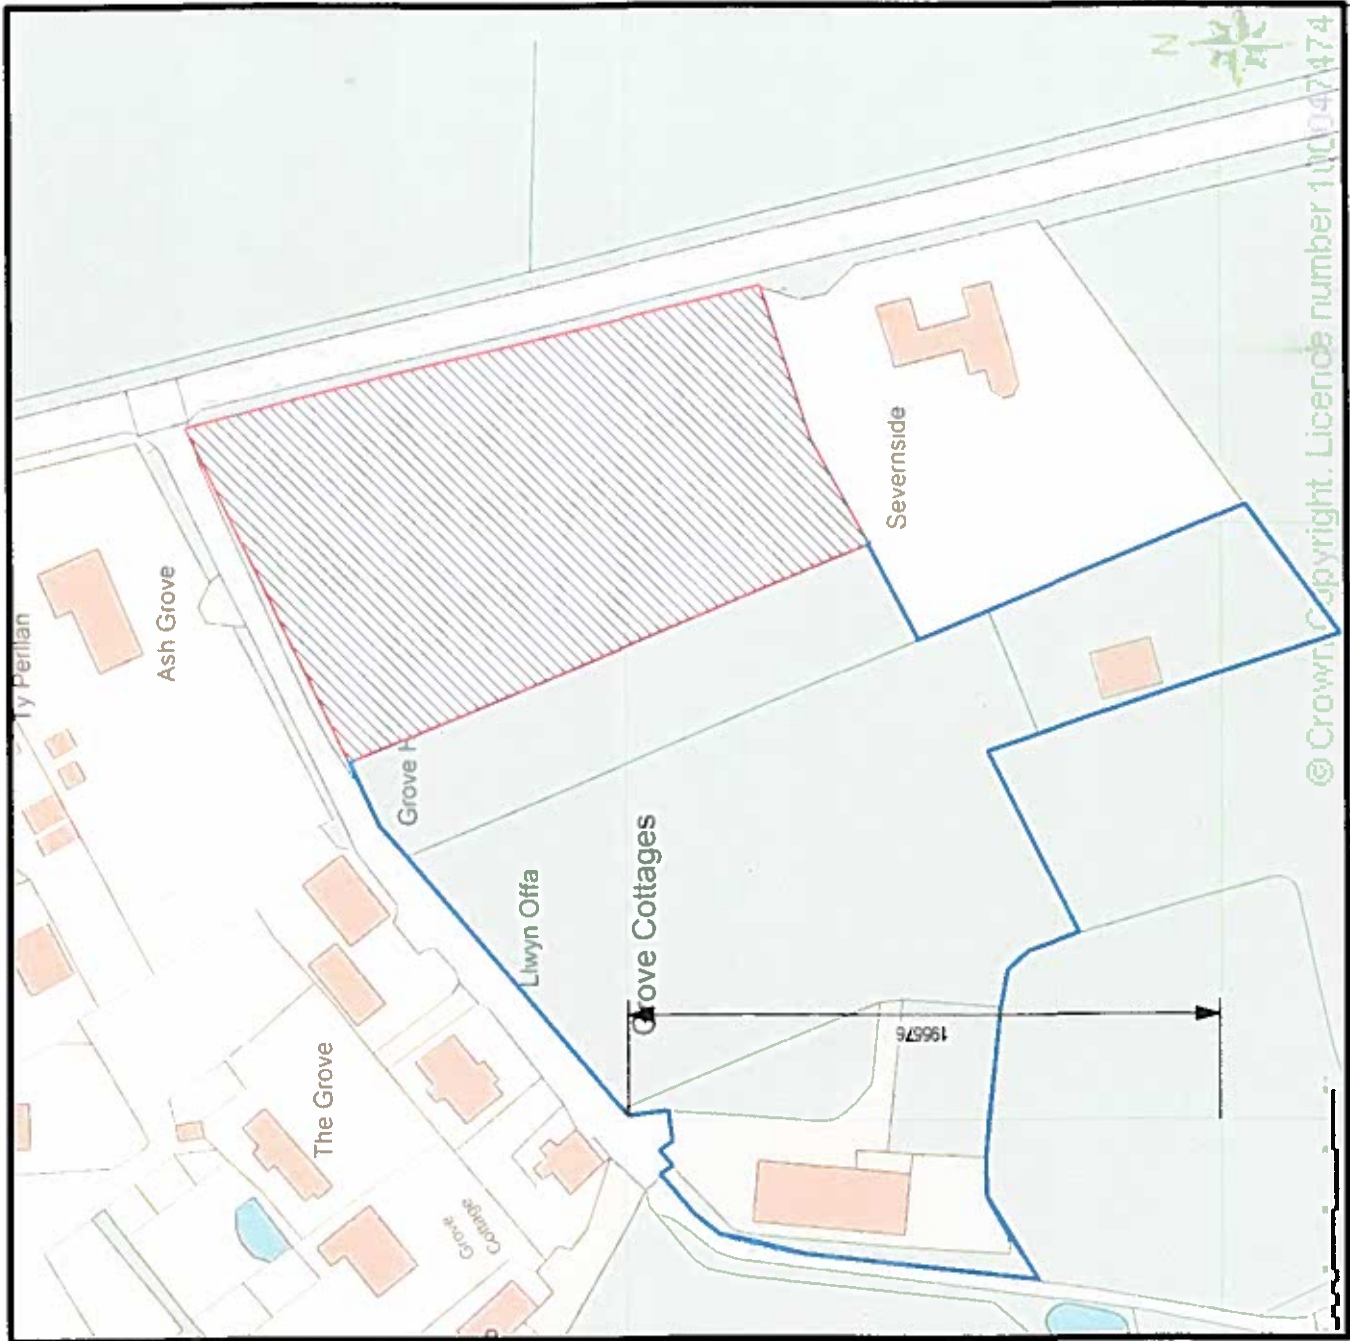 N
Ty Perllan
Ash Grove
Severnside
Grove H
Llwyn Offa
Grove Cottages
195576
The Grove
Grove
Cottage
© Crown Copyright. Licence number 100047474